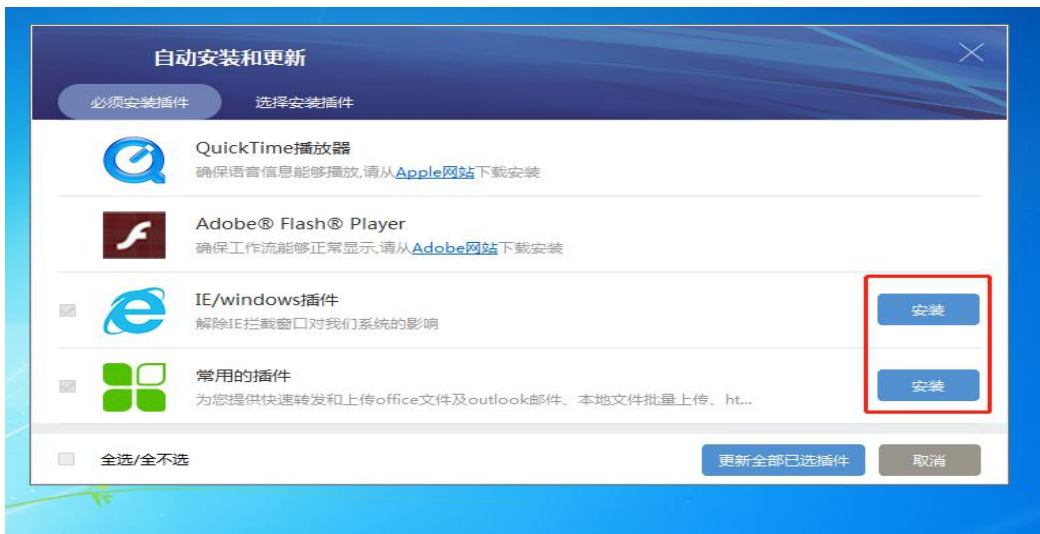 自动安装和更新
必须安装插件 选择安装插件
QuickTime播放器
确保语音信息能够播放,请从Apple网站下载安装
Adobe® Flash® Player
确保工作流能够正常显示,请从Adobe网站下载安装
IE/windows插件
解除IE拦截窗口对我们系统的影响
安装
常用的插件
为您提供快速转发和上传office文件及outlook邮件、本地文件批量上传、ht...
安装
全选/全不选 更新全部已选插件 取消